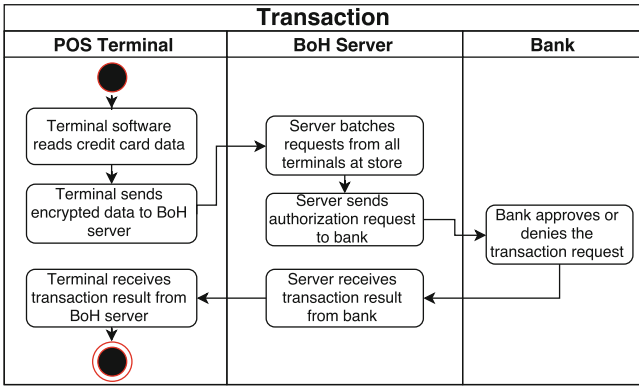 Transaction
POS Terminal
BoH Server
Bank
Terminal software
reads credit card data
Terminal sends
encrypted data to BoH
server
Server batches
requests from all
terminals at store
Server sends
authorization request
to bank
Bank approves or
denies the
transaction request
Server receives
transaction result
from bank
Terminal receives
transaction result from
BoH server